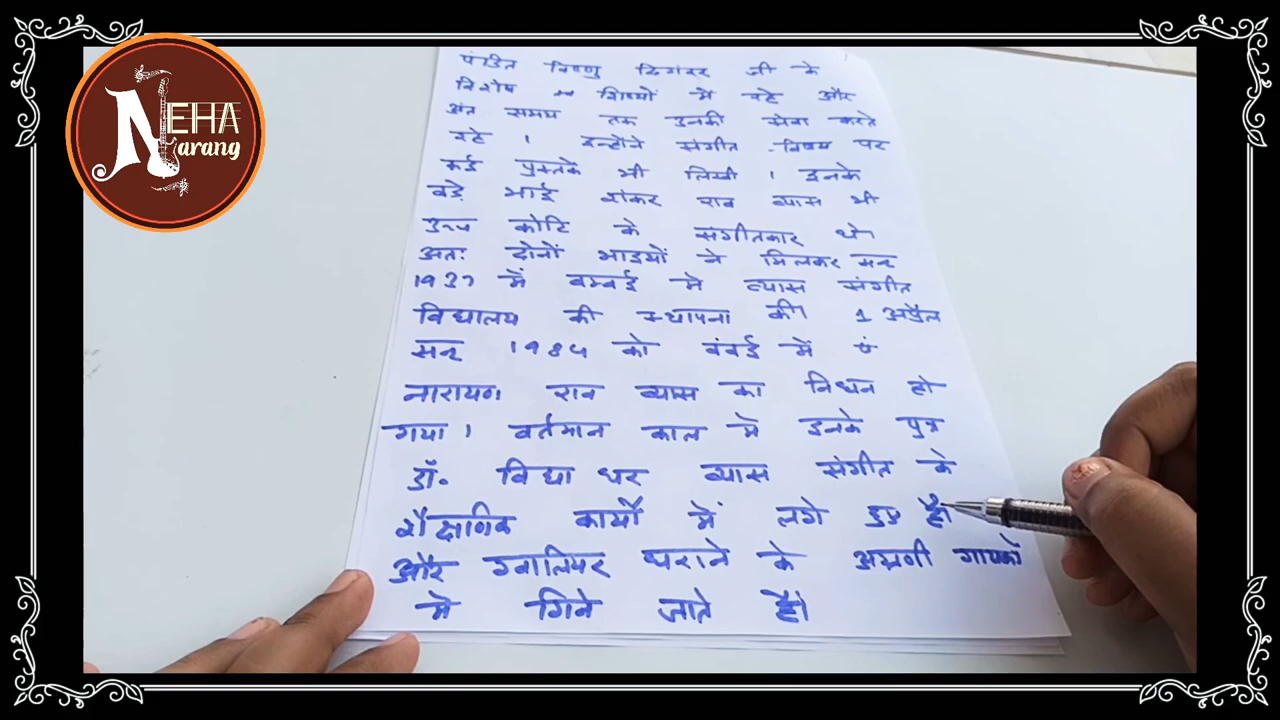 NEHA
Narang
पंडित विष्णु दिगंबर जी के
विशेष शिष्यों में रहे और
अंत समय तक उनकी सेवा करते
रहे । इन्होंने संगीत -विषय पर
कई पुस्तकें भी लिखी । इनके
बड़े भाई शंकर राव व्यास भी
उच्च कोटि के संगीतकार थे।
अतः दोनों भाइयों ने मिलकर सन्
1937 में बम्बई मे व्यास संगीत
विद्यालय की स्थापना की। 1 अप्रैल
सन् 1984 को बंबई में पं
नारायण राव व्यास का निधन हो
गया । वर्तमान काल मे इनके पुत्र
डॉ. विद्या धर व्यास संगीत के
शैक्षणिक कार्यो में लगे हुए है।
और ग्वालियर घराने के अग्रणी गायकों
मे गिने जाते है।